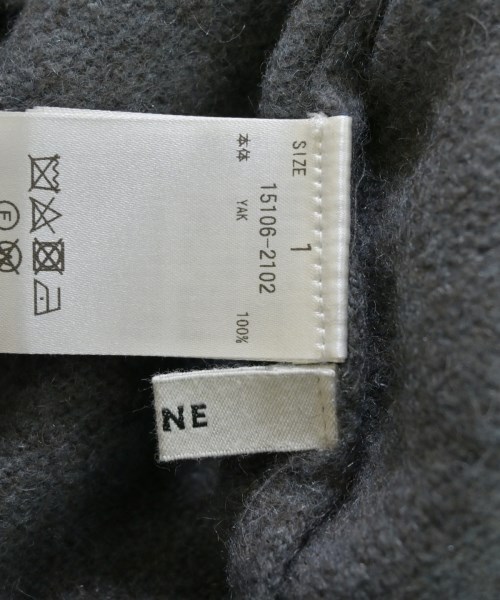 SIZE 1
15106-2102
本体 YAK 100%
F
NE